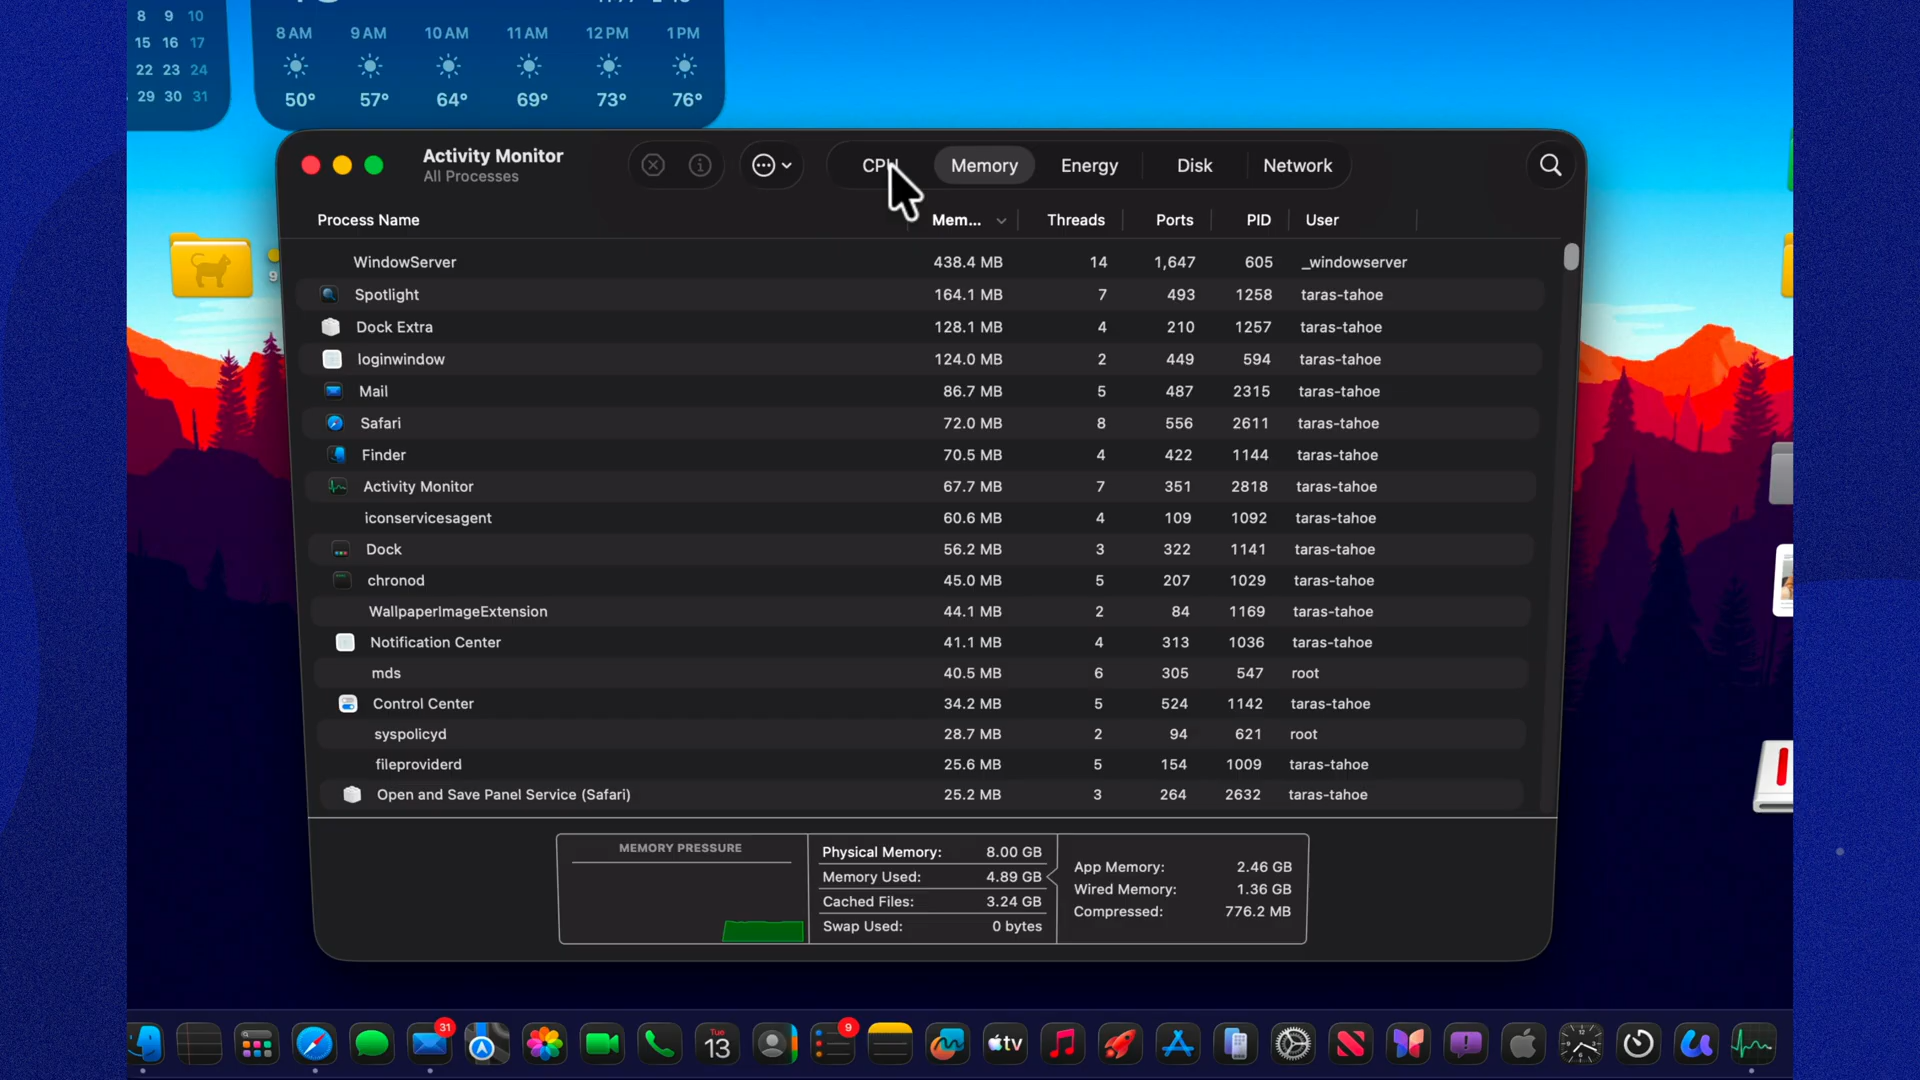 8 9 10
15 16 17
22 23 24
29 30 31
8 AM 9 AM 10 AM 11 AM 12 PM 1 PM
50° 57° 64° 69° 73° 76°
Activity Monitor
All Processes
CPU Memory Energy Disk Network
Process Name Mem... Threads Ports PID User
WindowServer 438.4 MB 14 1,647 605 _windowserver
Spotlight 164.1 MB 7 493 1258 taras-tahoe
Dock Extra 128.1 MB 4 210 1257 taras-tahoe
loginwindow 124.0 MB 2 449 594 taras-tahoe
Mail 86.7 MB 5 487 2315 taras-tahoe
Safari 72.0 MB 8 556 2611 taras-tahoe
Finder 70.5 MB 4 422 1144 taras-tahoe
Activity Monitor 67.7 MB 7 351 2818 taras-tahoe
iconservicesagent 60.6 MB 4 109 1092 taras-tahoe
Dock 56.2 MB 3 322 1141 taras-tahoe
chronod 45.0 MB 5 207 1029 taras-tahoe
WallpaperImageExtension 44.1 MB 2 84 1169 taras-tahoe
Notification Center 41.1 MB 4 313 1036 taras-tahoe
mds 40.5 MB 6 305 547 root
Control Center 34.2 MB 5 524 1142 taras-tahoe
syspolicyd 28.7 MB 2 94 621 root
fileproviderd 25.6 MB 5 154 1009 taras-tahoe
Open and Save Panel Service (Safari) 25.2 MB 3 264 2632 taras-tahoe
MEMORY PRESSURE
Physical Memory: 8.00 GB
Memory Used: 4.89 GB
Cached Files: 3.24 GB
Swap Used: 0 bytes
App Memory: 2.46 GB
Wired Memory: 1.36 GB
Compressed: 776.2 MB
31 Tue 13 9 tv